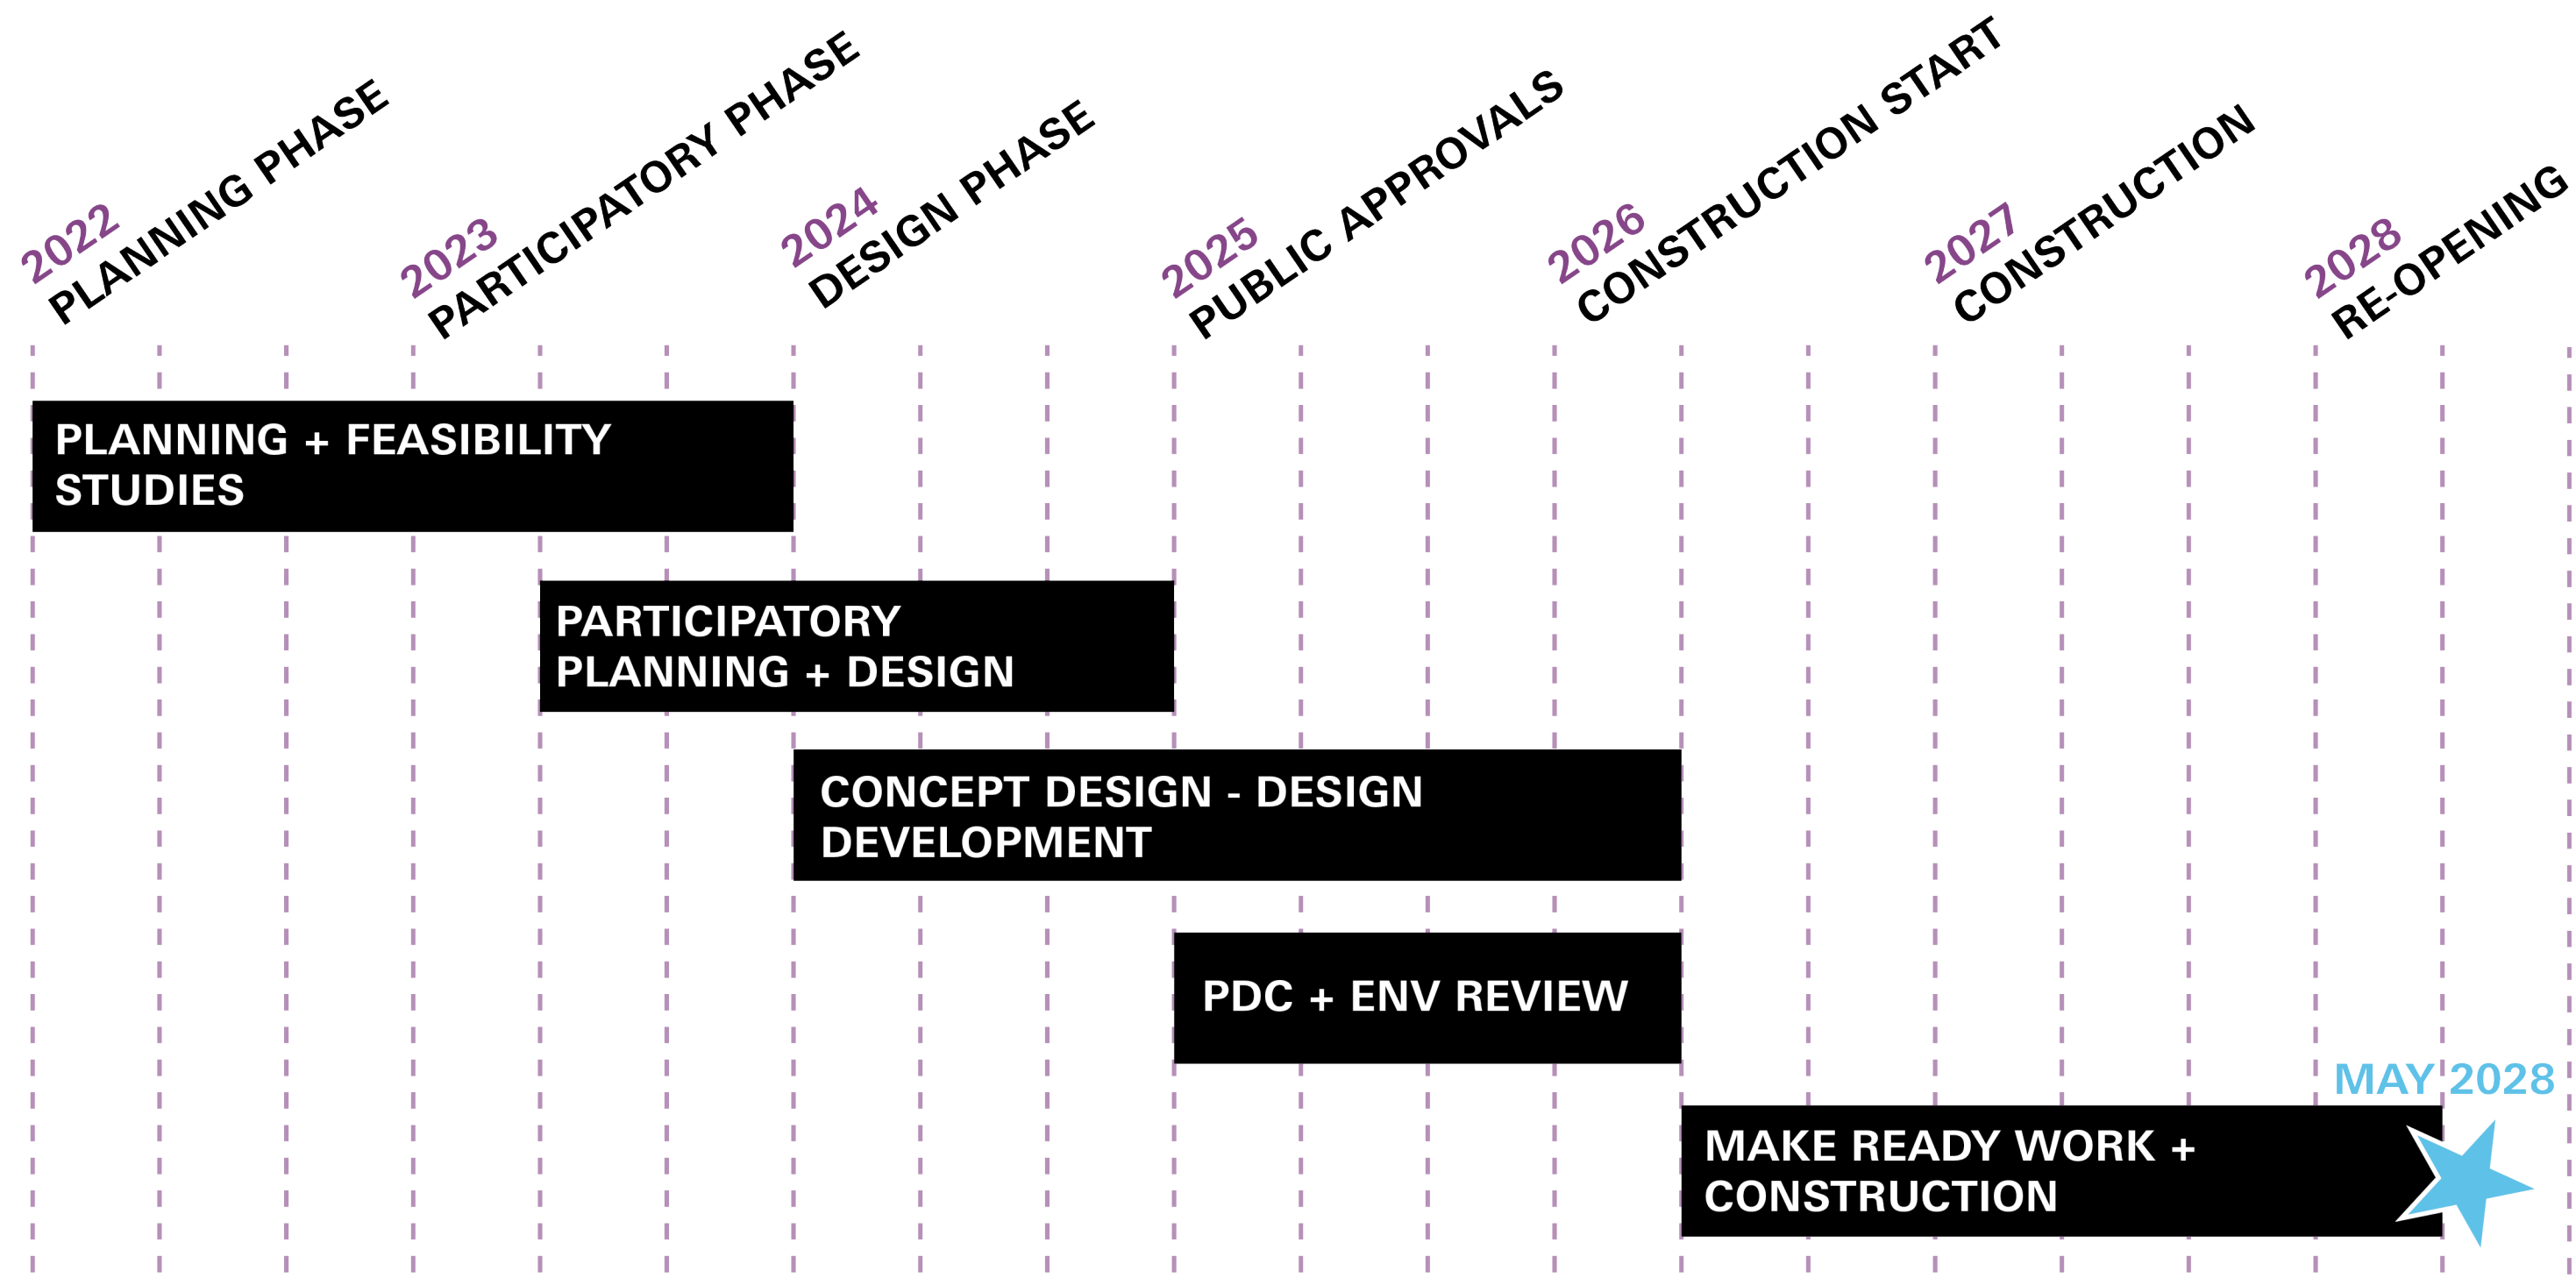 2022
PLANNING PHASE
2023
PARTICIPATORY PHASE
2024
DESIGN PHASE
2025
PUBLIC APPROVALS
2026
CONSTRUCTION START
2027
CONSTRUCTION
2028
RE-OPENING
PLANNING + FEASIBILITY
STUDIES
PARTICIPATORY
PLANNING + DESIGN
CONCEPT DESIGN - DESIGN
DEVELOPMENT
PDC + ENV REVIEW
MAY 2028
MAKE READY WORK +
CONSTRUCTION